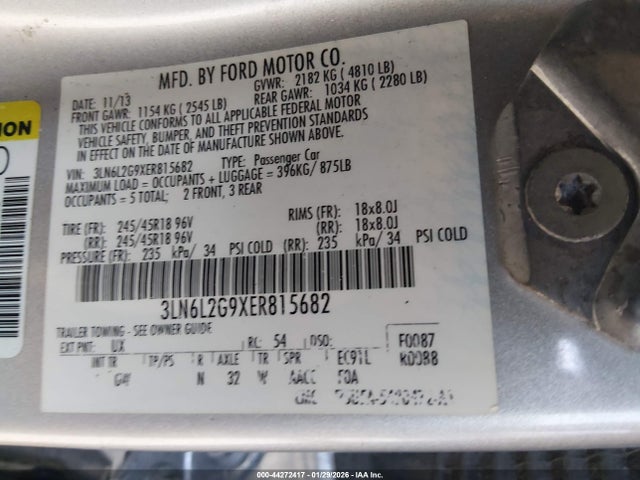 MFD. BY FORD MOTOR CO.
DATE: 11/13 GVWR: 2182 KG ( 4810 LB)
FRONT GAWR: 1154 KG ( 2545 LB) REAR GAWR: 1034 KG ( 2280 LB)
THIS VEHICLE CONFORMS TO ALL APPLICABLE FEDERAL MOTOR
VEHICLE SAFETY, BUMPER, AND THEFT PREVENTION STANDARDS
IN EFFECT ON THE DATE OF MANUFACTURE SHOWN ABOVE.
VIN: 3LN6L2G9XER815682 TYPE: Passenger Car
MAXIMUM LOAD = OCCUPANTS + LUGGAGE = 396KG/ 875LB
OCCUPANTS = 5 TOTAL; 2 FRONT, 3 REAR
TIRE (FR): 245/45R18 96V RIMS (FR): 18x8.0J
(RR): 245/45R18 96V (RR): 18x8.0J
PRESSURE (FR): 235 kPa/ 34 PSI COLD (RR): 235 kPa/ 34 PSI COLD
3LN6L2G9XER815682
TRAILER TOWING - SEE OWNER GUIDE
EXT PNT: UX RC: 54 DSO: F0087
INT TR TP/PS R AXLE TR SPR EC91L R0088
GW N 32 W AACC FOA
000-44272417 - 01/29/2026 - IAA Inc.